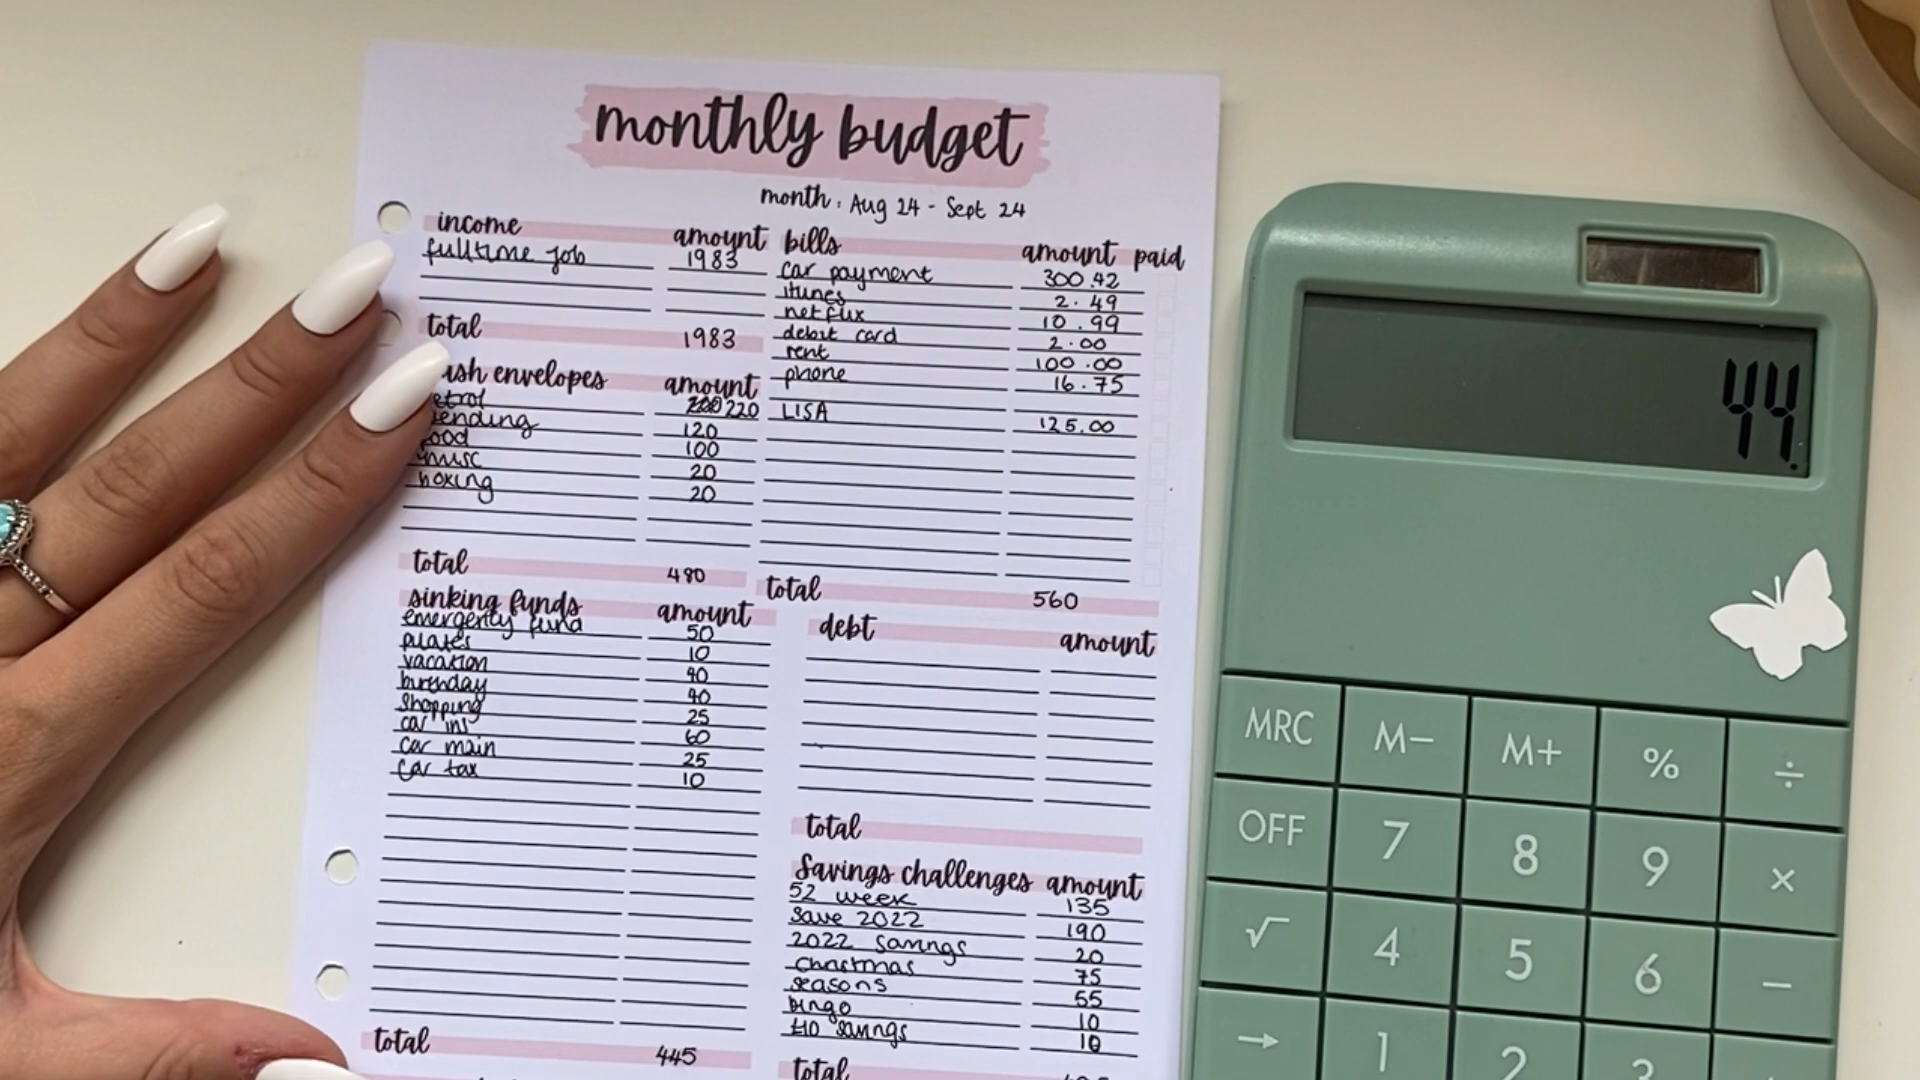 monthly budget
month: Aug 24 - Sept 24
income amount
fulltime job 1983
total 1983
ash envelopes amount
etrol 220
pending 120
food 100
misc 20
boxing 20
total 480
sinking funds amount
emergency fund 50
pilates 10
vacation 40
birthday 40
shopping 25
car ins 60
car main 25
car tax 10
total 445
bills amount paid
car payment 300.42
itunes 2.49
netflix 10.99
debit card 2.00
rent 100.00
phone 16.75
LISA 125.00
total 560
debt amount
total
Savings challenges amount
52 week 135
Save 2022 190
2022 Savings 20
Christmas 75
seasons 55
bingo 10
£10 savings 10
total
44.
MRC M− M+ % ÷
OFF 7 8 9 ×
√ 4 5 6 −
→ 1 2 3